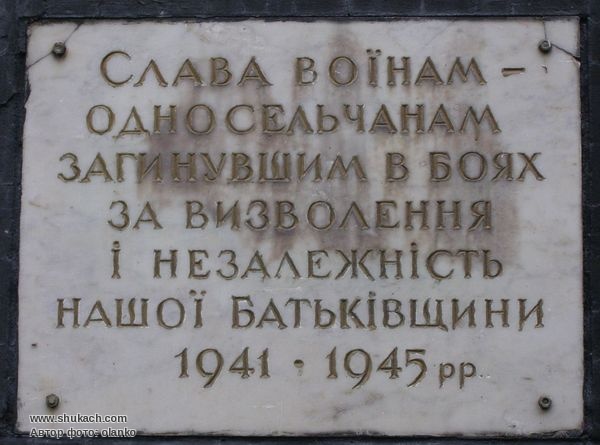 Слава воїнам –
односельчанам
загинувшим в боях
за визволення
і незалежність
нашої Батьківщини
1941 · 1945 рр.
www.shukach.com
Автор фото: olanko